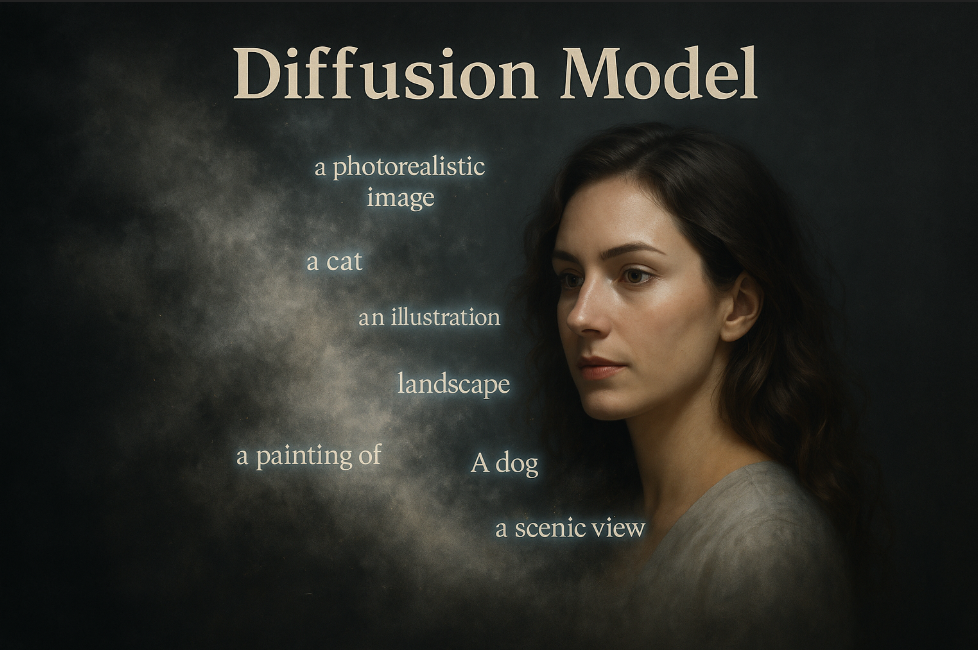 Diffusion Model
a photorealistic
image
a cat
an illustration
landscape
a painting of
A dog
a scenic view